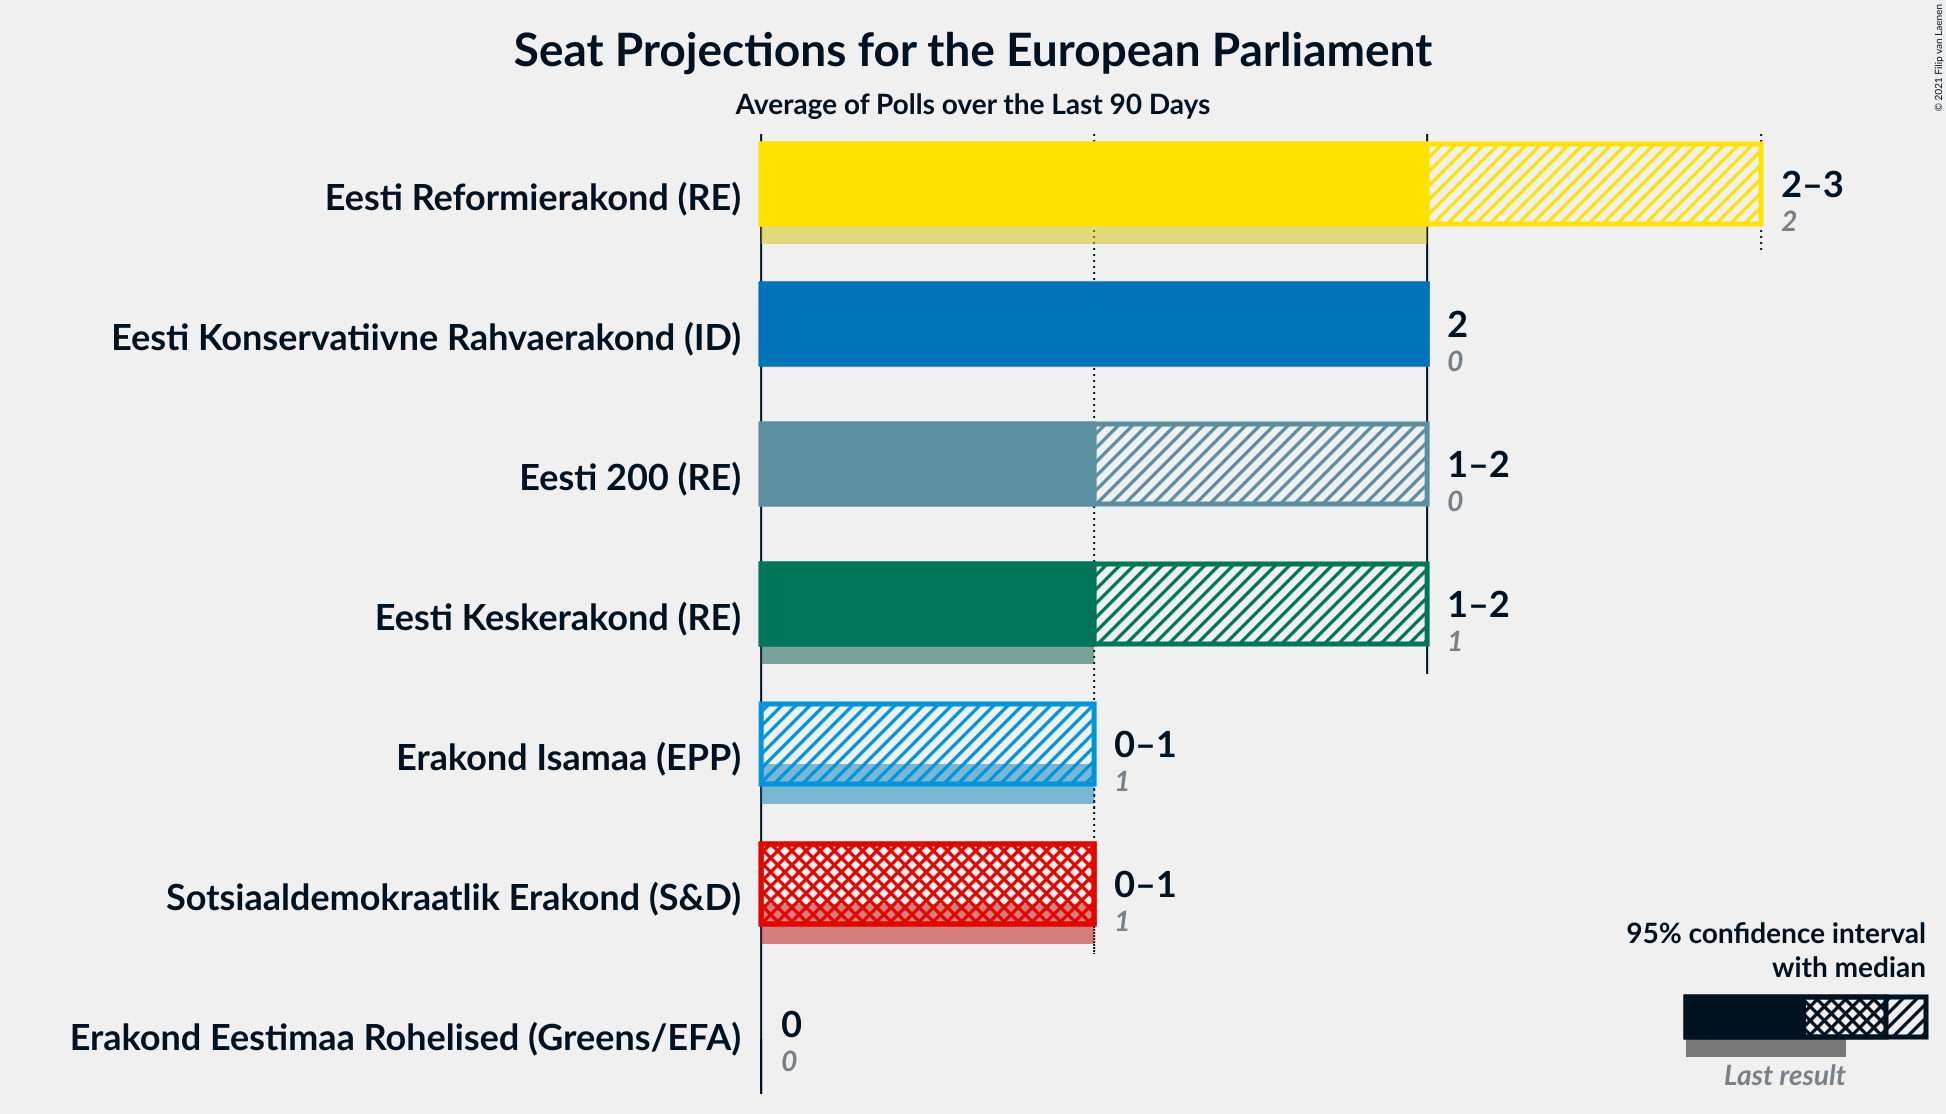 Seat Projections for the European Parliament
Average of Polls over the Last 90 Days
© 2021 Filip van Laenen
Eesti Reformierakond (RE)
2–3
2
Eesti Konservatiivne Rahvaerakond (ID)
2
0
Eesti 200 (RE)
1–2
0
Eesti Keskerakond (RE)
1–2
1
Erakond Isamaa (EPP)
0–1
1
Sotsiaaldemokraatlik Erakond (S&D)
0–1
1
Erakond Eestimaa Rohelised (Greens/EFA)
0
0
95% confidence interval
with median
Last result